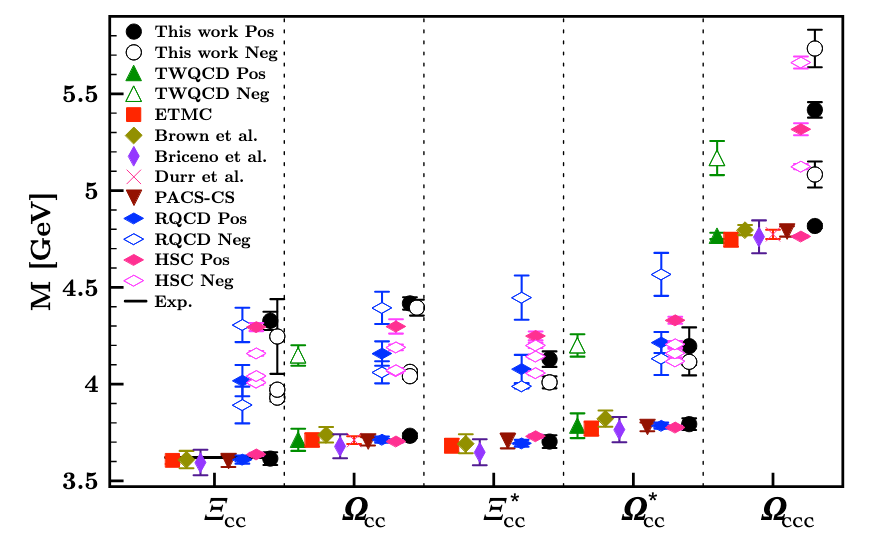 This work Pos
This work Neg
TWQCD Pos
TWQCD Neg
ETMC
Brown et al.
Briceno et al.
Durr et al.
PACS-CS
RQCD Pos
RQCD Neg
HSC Pos
HSC Neg
Exp.
M [GeV]
5.5
5
4.5
4
3.5
Ξcc Ωcc Ξ*cc Ω*cc Ωccc